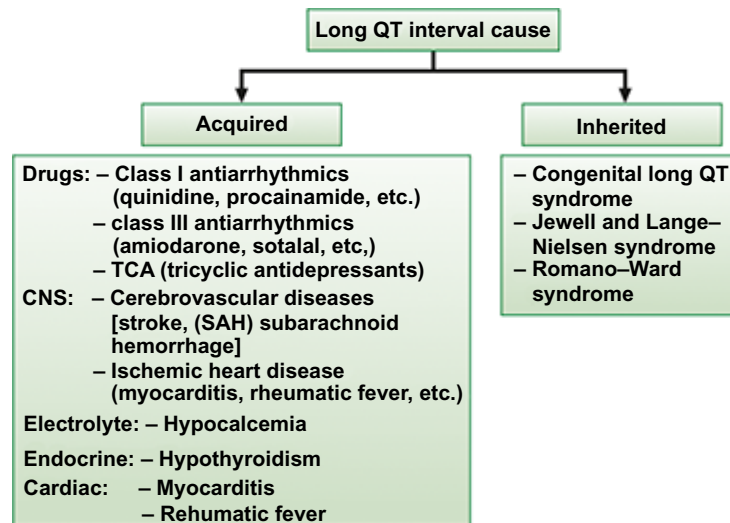 Long QT interval cause
Acquired
Drugs: – Class I antiarrhythmics
(quinidine, procainamide, etc.)
– class III antiarrhythmics
(amiodarone, sotalal, etc,)
– TCA (tricyclic antidepressants)
CNS: – Cerebrovascular diseases
[stroke, (SAH) subarachnoid
hemorrhage]
– Ischemic heart disease
(myocarditis, rheumatic fever, etc.)
Electrolyte: – Hypocalcemia
Endocrine: – Hypothyroidism
Cardiac: – Myocarditis
– Rehumatic fever
Inherited
– Congenital long QT
syndrome
– Jewell and Lange–
Nielsen syndrome
– Romano–Ward
syndrome